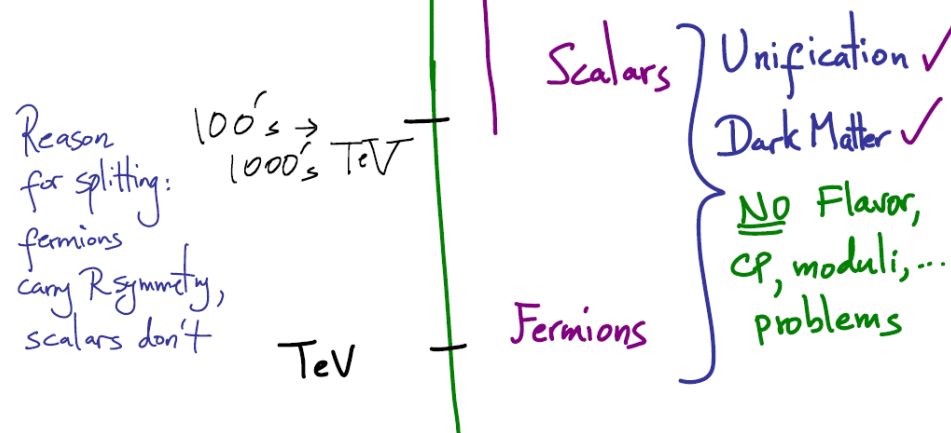 Reason
for splitting:
fermions
carry R symmetry,
scalars don't
100's →
1000's TeV
TeV
Scalars
Fermions
Unification ✓
Dark Matter ✓
NO Flavor,
CP, moduli,...
problems